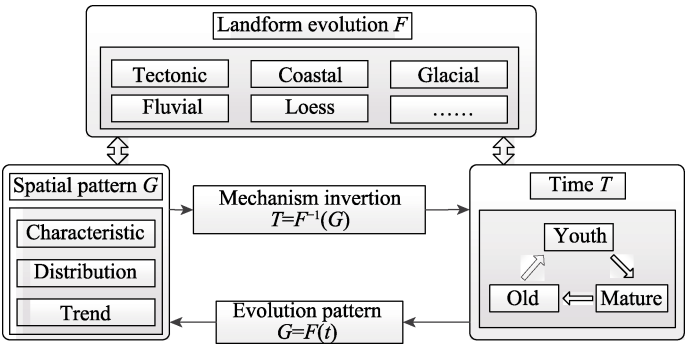 Landform evolution F
Tectonic
Coastal
Glacial
Fluvial
Loess
……
Spatial pattern G
Characteristic
Distribution
Trend
Mechanism invertion
T=F⁻¹(G)
Evolution pattern
G=F(t)
Time T
Youth
Old
Mature